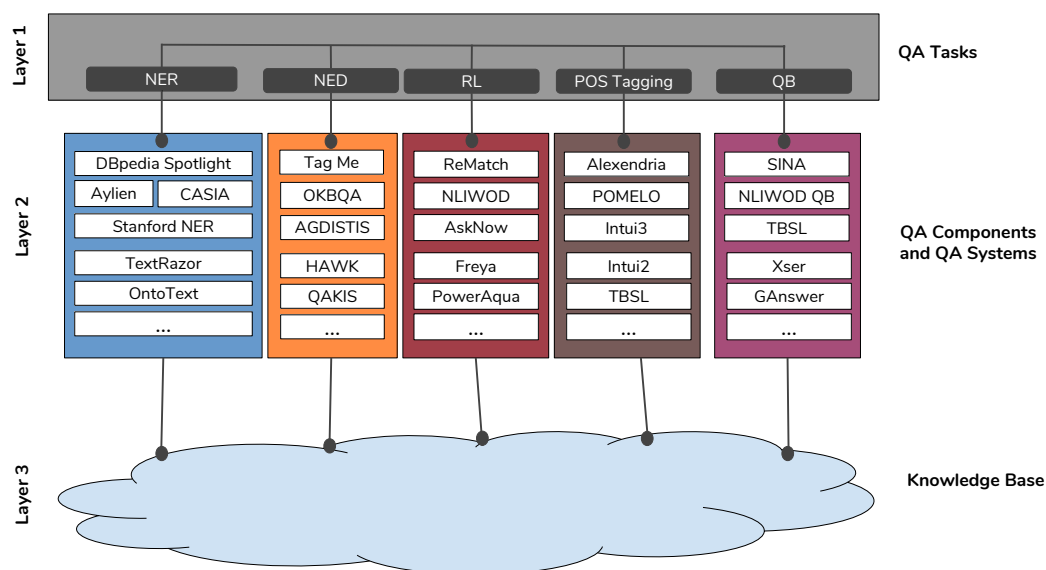 Layer 1
QA Tasks
NER
NED
RL
POS Tagging
QB
Layer 2
DBpedia Spotlight
Aylien
CASIA
Stanford NER
TextRazor
OntoText
...
Tag Me
OKBQA
AGDISTIS
HAWK
QAKIS
...
ReMatch
NLIWOD
AskNow
Freya
PowerAqua
...
Alexendria
POMELO
Intui3
Intui2
TBSL
...
SINA
NLIWOD QB
TBSL
Xser
GAnswer
...
QA Components
and QA Systems
Layer 3
Knowledge Base